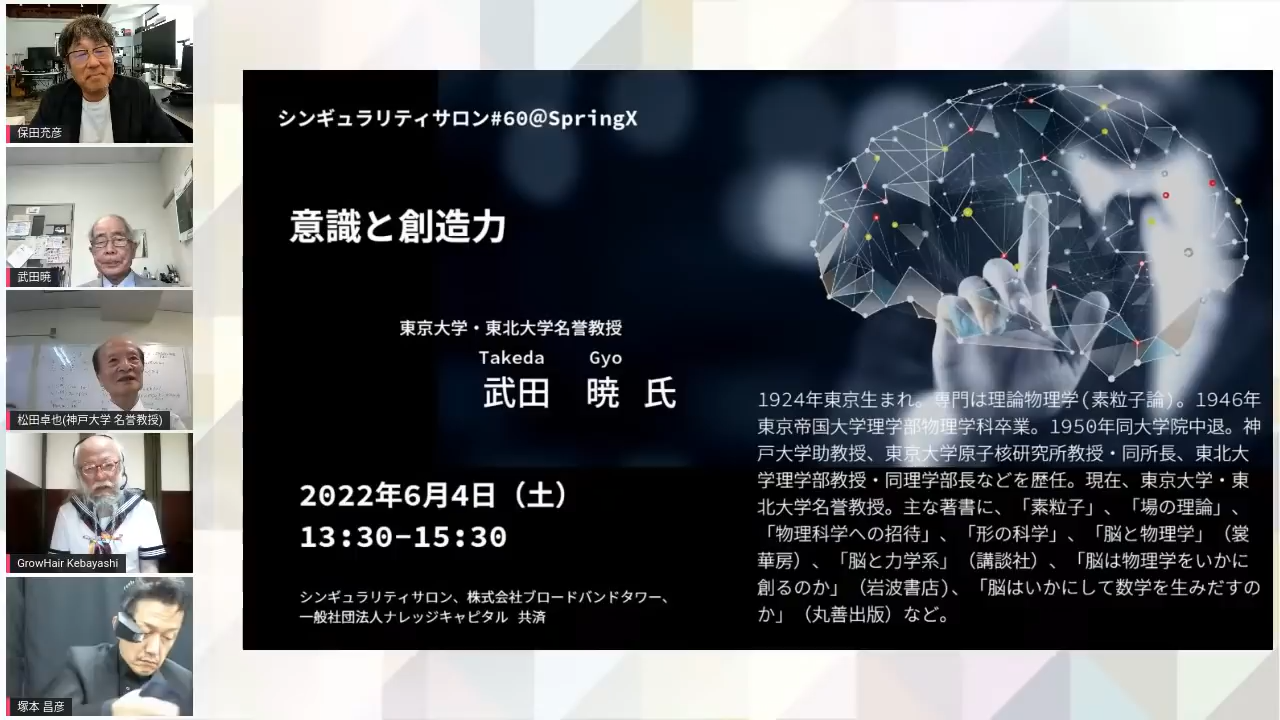 保田充彦
武田暁
松田卓也(神戸大学 名誉教授)
GrowHair Kebayashi
塚本 昌彦
シンギュラリティサロン#60@SpringX
意識と創造力
東京大学・東北大学名誉教授
Takeda Gyo
武田 暁 氏
2022年6月4日（土）
13:30-15:30
シンギュラリティサロン、株式会社ブロードバンドタワー、
一般社団法人ナレッジキャピタル 共済
1924年東京生まれ。専門は理論物理学(素粒子論)。1946年
東京帝国大学理学部物理学科卒業。1950年同大学院中退。神
戸大学助教授、東京大学原子核研究所教授・同所長、東北大
学理学部教授・同理学部長などを歴任。現在、東京大学・東
北大学名誉教授。主な著書に、「素粒子」、「場の理論」、
「物理科学への招待」、「形の科学」、「脳と物理学」（裳
華房）、「脳と力学系」（講談社）、「脳は物理学をいかに
創るのか」（岩波書店)、「脳はいかにして数学を生みだすの
か」（丸善出版）など。